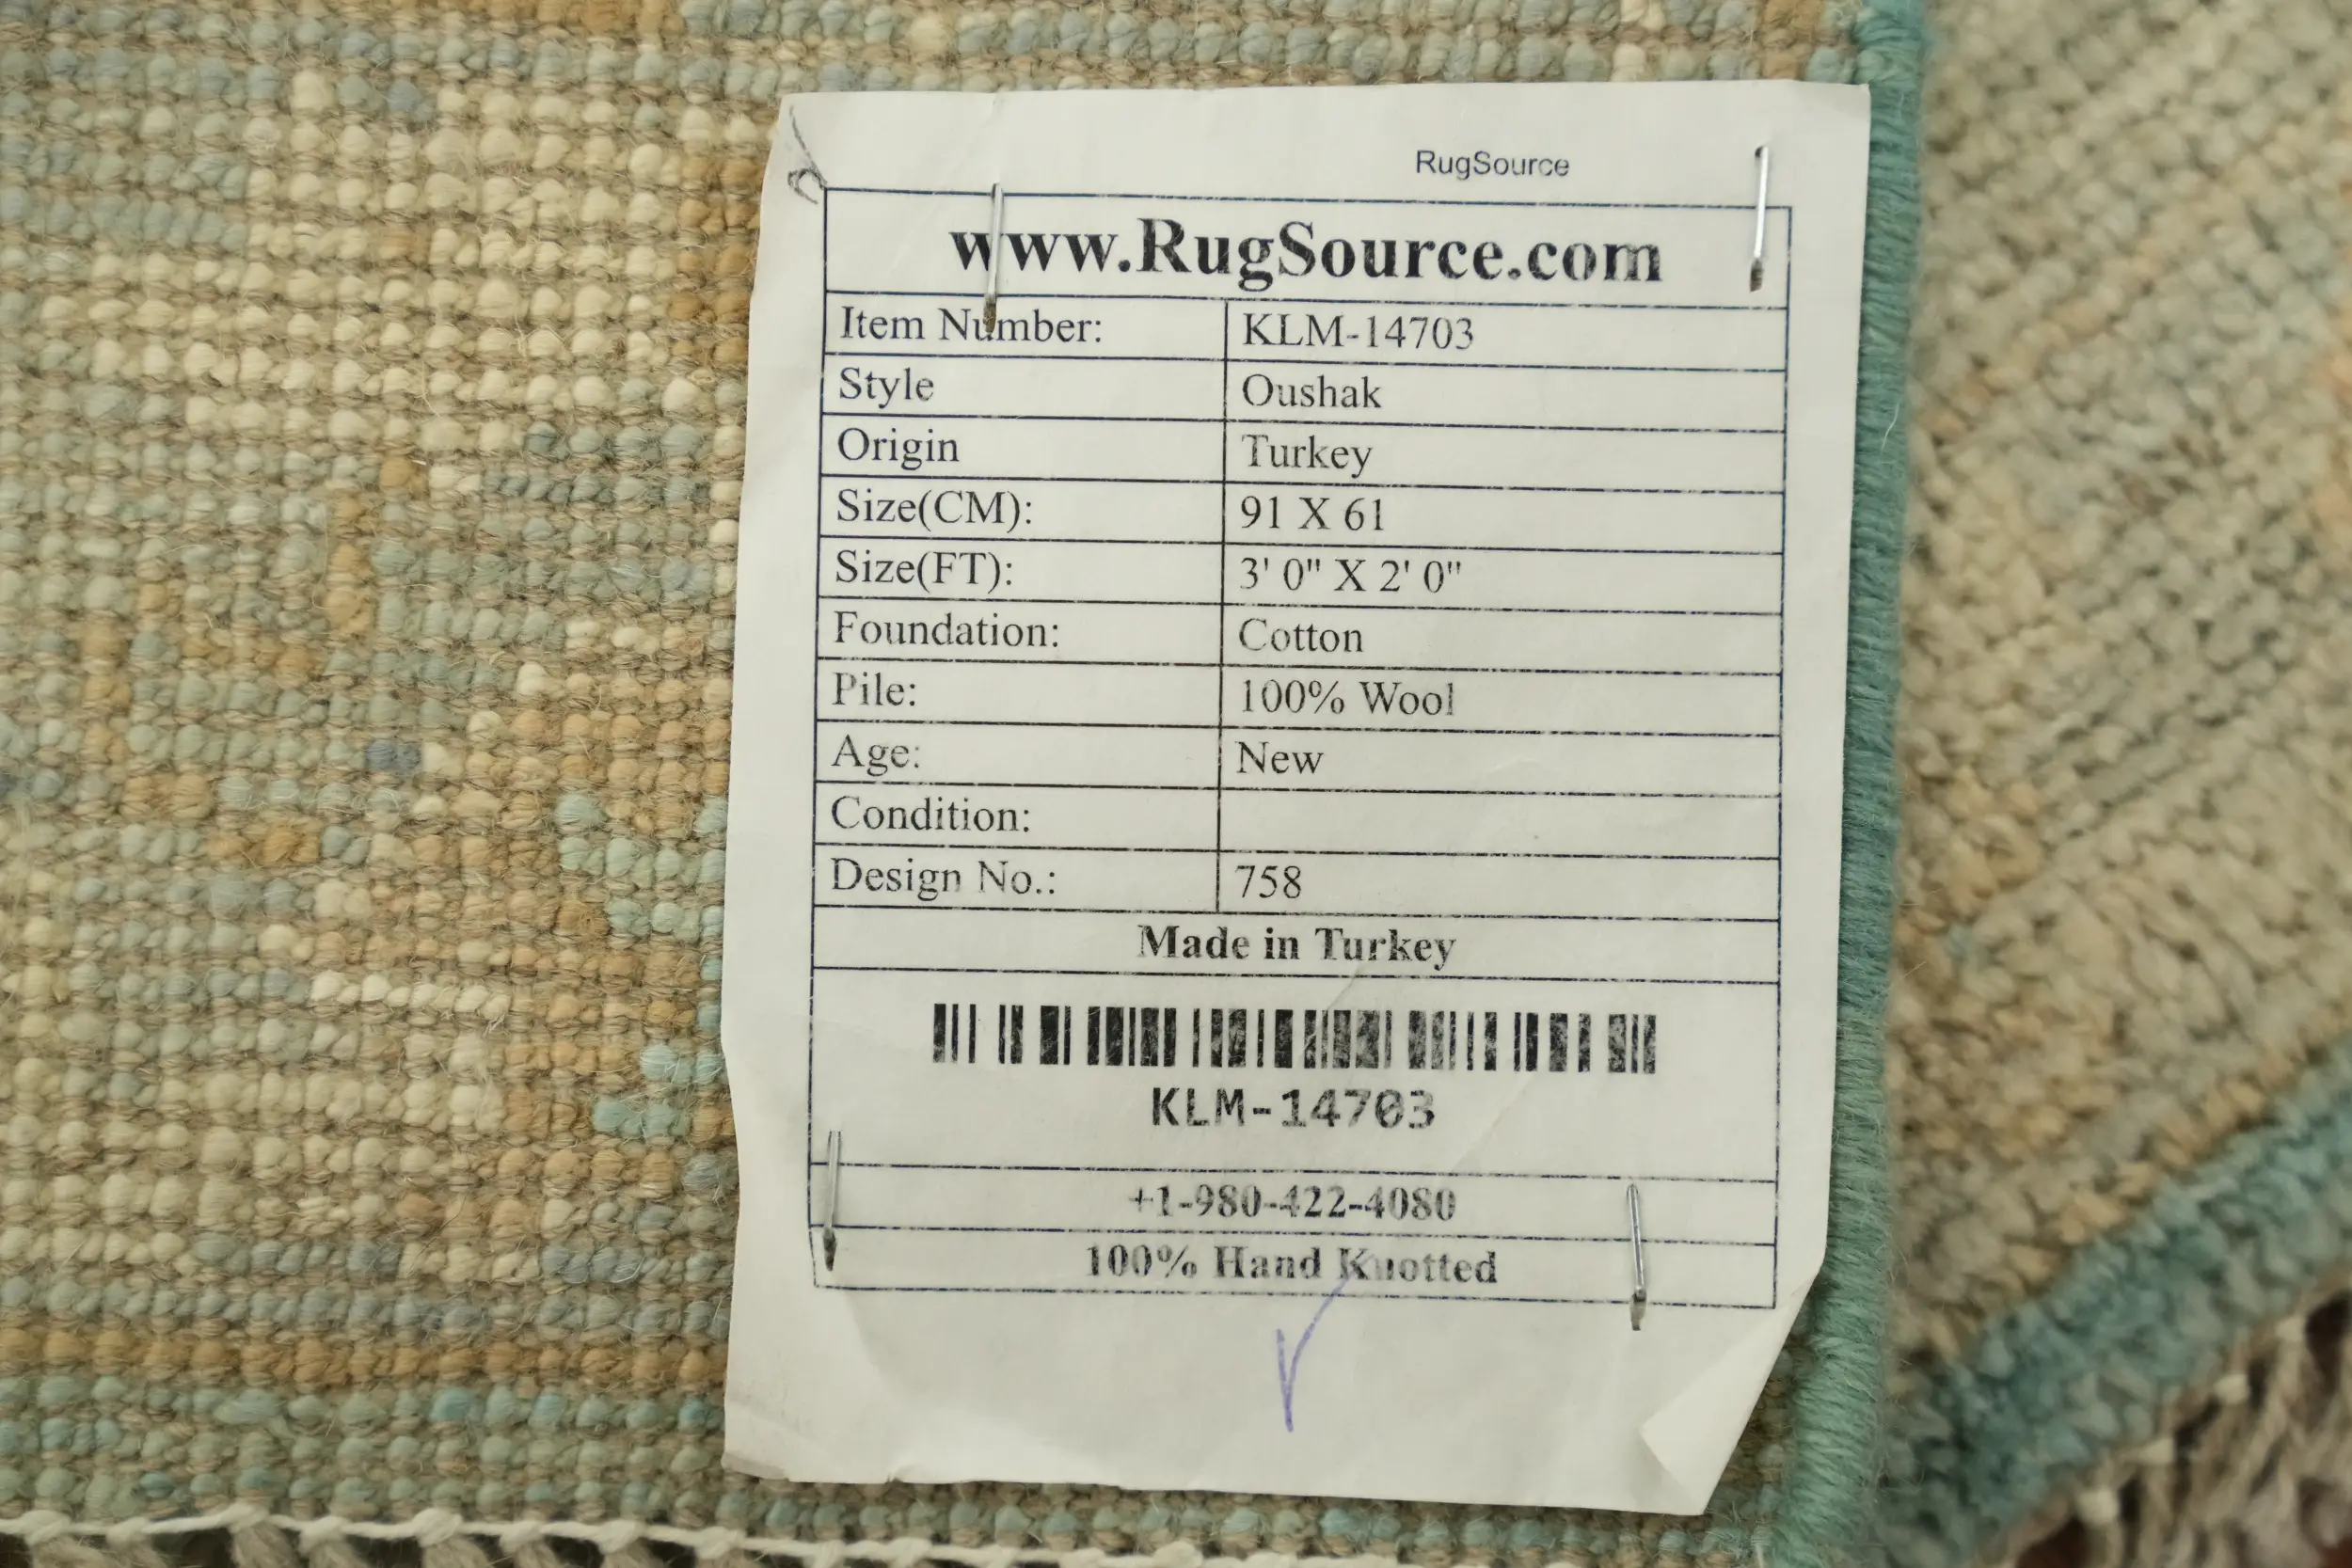 RugSource
www.RugSource.com
Item Number: KLM-14703
Style Oushak
Origin Turkey
Size(CM): 91 X 61
Size(FT): 3' 0" X 2' 0"
Foundation: Cotton
Pile: 100% Wool
Age: New
Condition:
Design No.: 758
Made in Turkey
KLM-14703
+1-980-422-4080
100% Hand Knotted